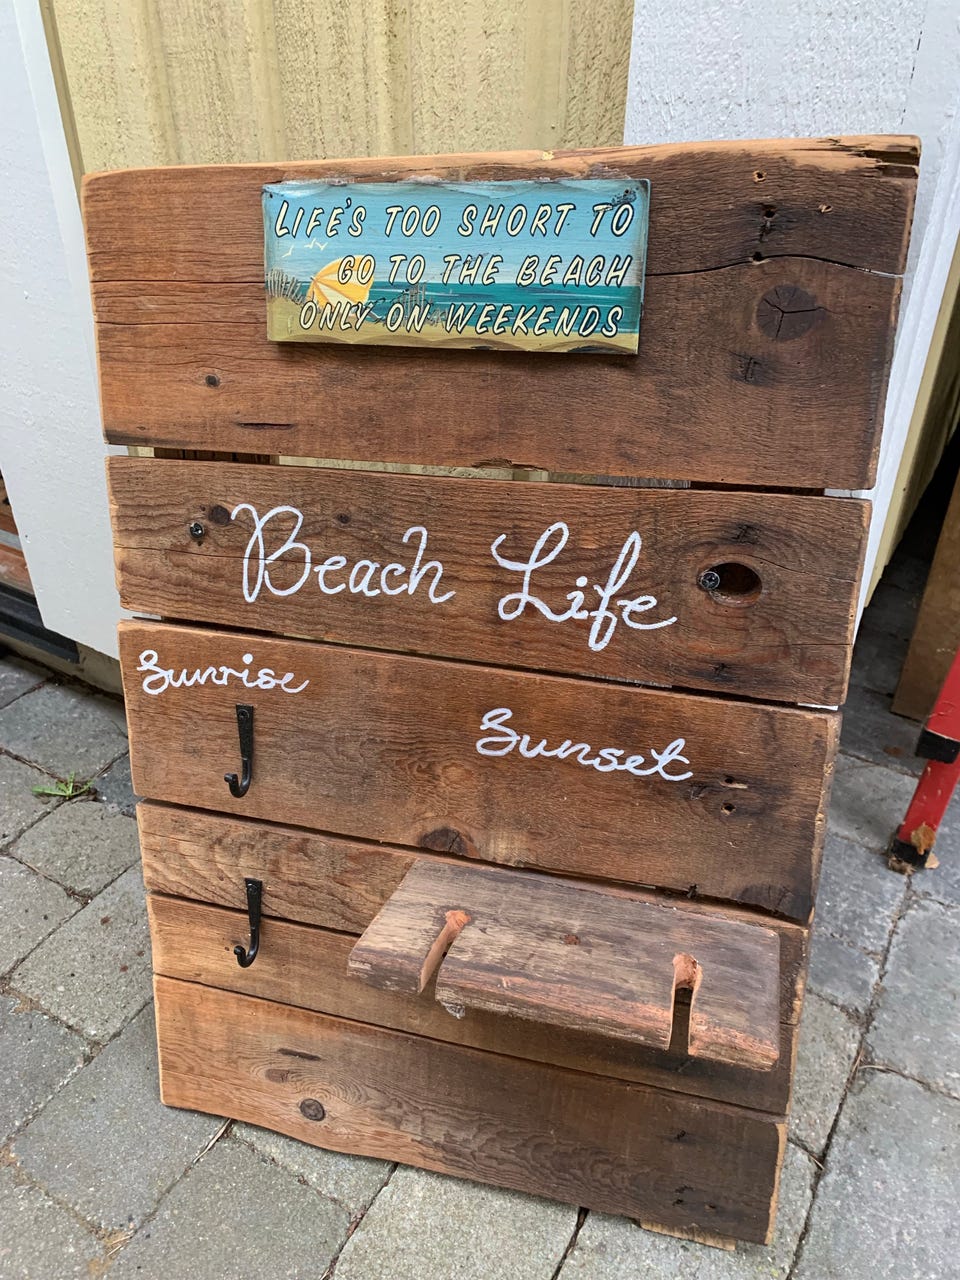 LIFE'S TOO SHORT TO
GO TO THE BEACH
ONLY ON WEEKENDS
Beach Life
Sunrise
Sunset